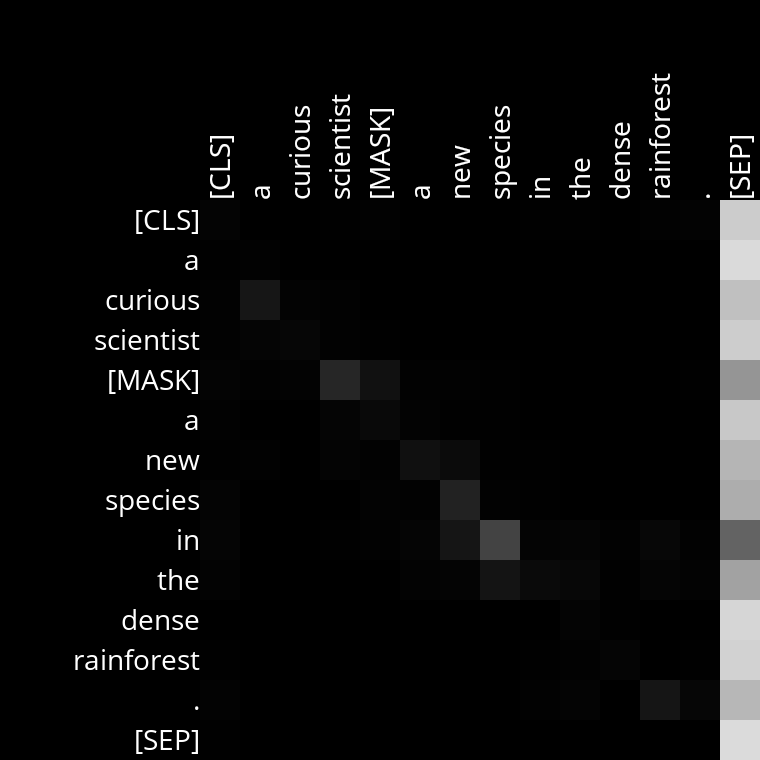 [CLS]
a
curious
scientist
[MASK]
a
new
species
in
the
dense
rainforest
.
[SEP]
[CLS]
a
curious
scientist
[MASK]
a
new
species
in
the
dense
rainforest
.
[SEP]